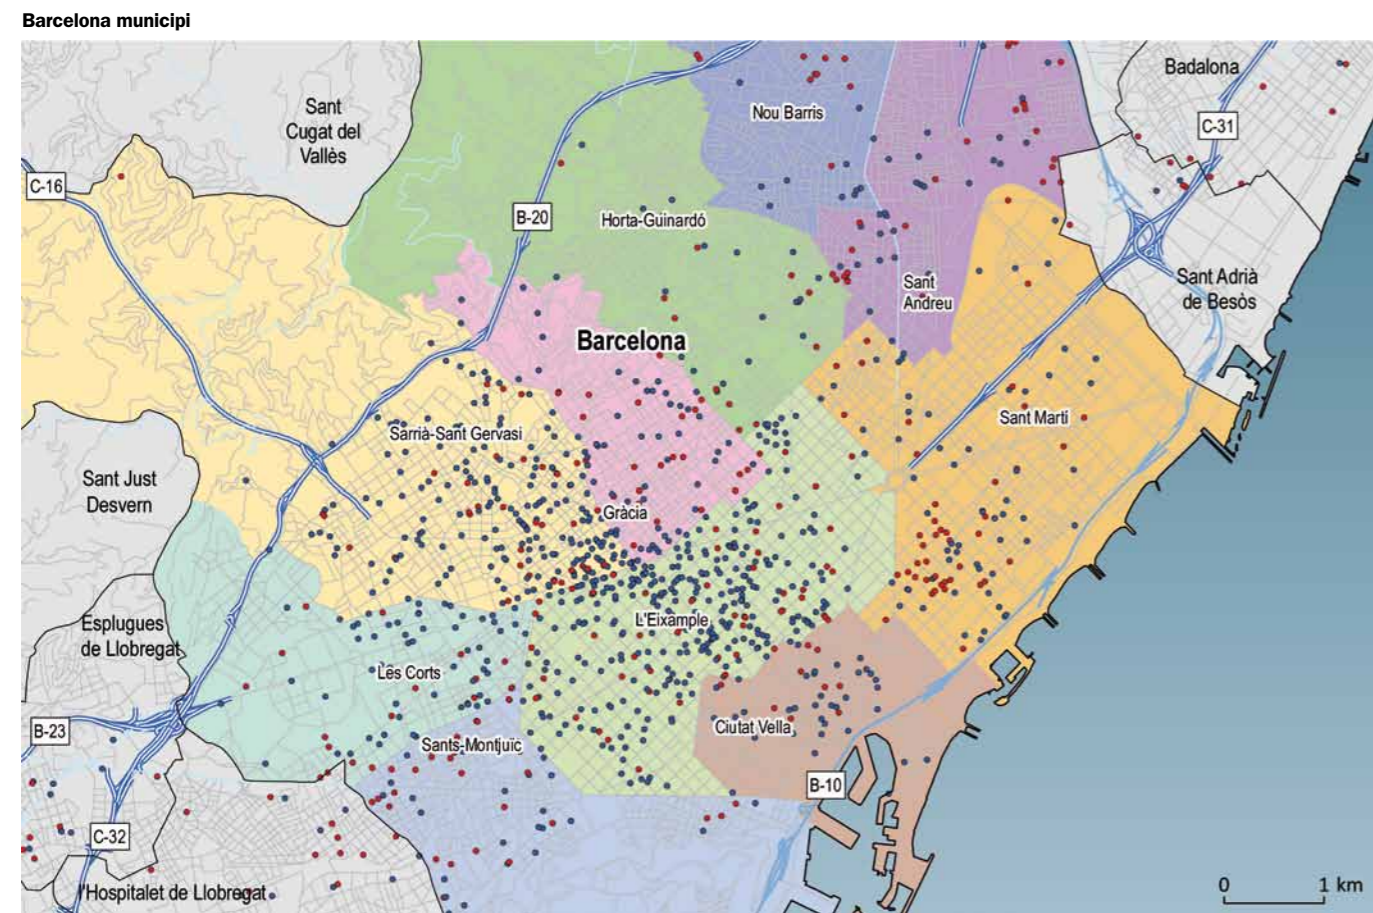 Barcelona municipi
Sant
Cugat del
Vallès
Nou Barris
Badalona
C-31
C-16
B-20
Horta-Guinardó
Sant
Andreu
Sant Adrià
de Besòs
Barcelona
Sarrià-Sant Gervasi
Sant Martí
Sant Just
Desvern
Gràcia
Esplugues
de Llobregat
L'Eixample
Les Corts
B-23
Sants-Montjuïc
Ciutat Vella
B-10
C-32
l'Hospitalet de Llobregat
0 1 km